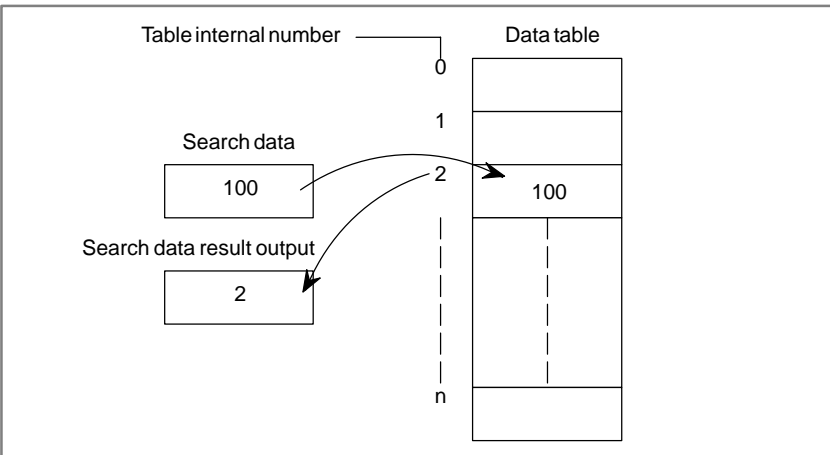 Table internal number
Data table
0
1
Search data
100
2
100
Search data result output
2
n